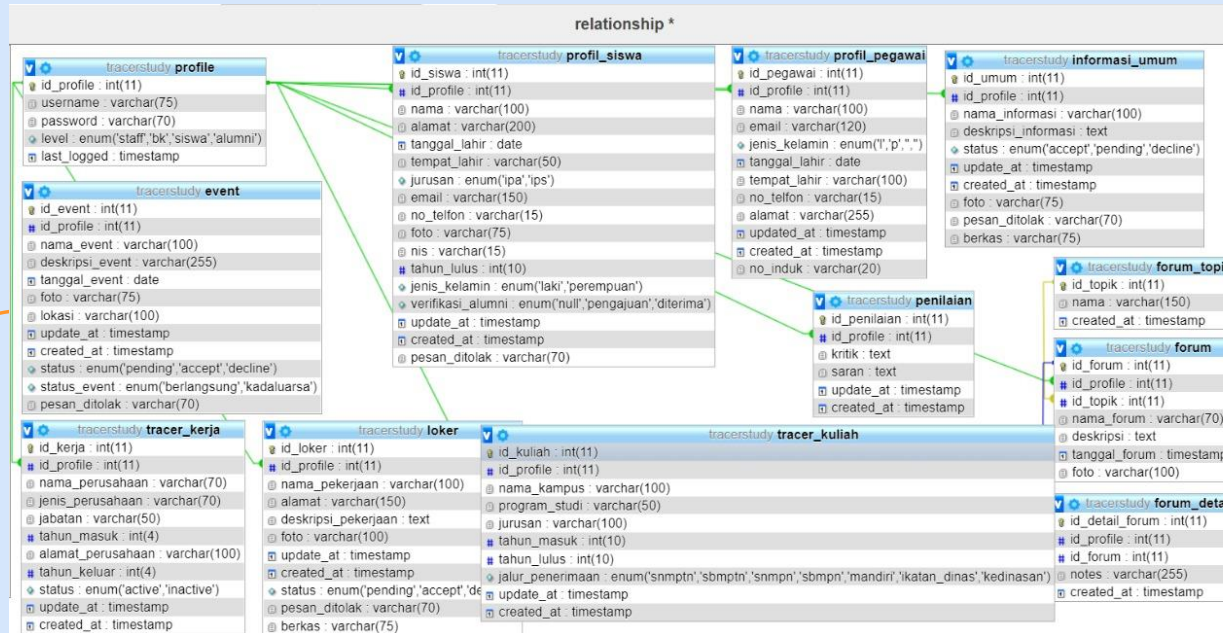 relationship *
tracerstudy profile
id_profile : int(11)
username : varchar(75)
password : varchar(70)
level : enum('staff','bk','siswa','alumni')
last_logged : timestamp
tracerstudy event
id_event : int(11)
id_profile : int(11)
nama_event : varchar(100)
deskripsi_event : varchar(255)
tanggal_event : date
foto : varchar(75)
lokasi : varchar(100)
update_at : timestamp
created_at : timestamp
status : enum('pending','accept','decline')
status_event : enum('berlangsung','kadaluarsa')
pesan_ditolak : varchar(70)
tracerstudy profil_siswa
id_siswa : int(11)
id_profile : int(11)
nama : varchar(100)
alamat : varchar(200)
tanggal_lahir : date
tempat_lahir : varchar(50)
jurusan : enum('ipa','ips')
email : varchar(150)
no_telfon : varchar(15)
foto : varchar(75)
nis : varchar(15)
tahun_lulus : int(10)
jenis_kelamin : enum('laki','perempuan')
verifikasi_alumni : enum('null','pengajuan','diterima')
update_at : timestamp
created_at : timestamp
pesan_ditolak : varchar(70)
tracerstudy profil_pegawai
id_pegawai : int(11)
id_profile : int(11)
nama : varchar(100)
email : varchar(120)
jenis_kelamin : enum('l','p','','')
tanggal_lahir : date
tempat_lahir : varchar(100)
no_telfon : varchar(15)
alamat : varchar(255)
updated_at : timestamp
created_at : timestamp
no_induk : varchar(20)
tracerstudy informasi_umum
id_umum : int(11)
id_profile : int(11)
nama_informasi : varchar(100)
deskripsi_informasi : text
status : enum('accept','pending','decline')
update_at : timestamp
created_at : timestamp
foto : varchar(75)
pesan_ditolak : varchar(70)
berkas : varchar(75)
tracerstudy penilaian
id_penilaian : int(11)
id_profile : int(11)
kritik : text
saran : text
update_at : timestamp
created_at : timestamp
tracerstudy forum_topi
id_topik : int(11)
nama : varchar(150)
created_at : timestamp
tracerstudy forum
id_forum : int(11)
id_profile : int(11)
id_topik : int(11)
nama_forum : varchar(70)
deskripsi : text
tanggal_forum : timestamp
foto : varchar(100)
tracerstudy tracer_kerja
id_kerja : int(11)
id_profile : int(11)
nama_perusahaan : varchar(70)
jenis_perusahaan : varchar(70)
jabatan : varchar(50)
tahun_masuk : int(4)
alamat_perusahaan : varchar(100)
tahun_keluar : int(4)
status : enum('active','inactive')
update_at : timestamp
created_at : timestamp
tracerstudy loker
id_loker : int(11)
id_profile : int(11)
nama_pekerjaan : varchar(100)
alamat : varchar(150)
deskripsi_pekerjaan : text
foto : varchar(100)
update_at : timestamp
created_at : timestamp
status : enum('pending','accept','de
pesan_ditolak : varchar(70)
berkas : varchar(75)
tracerstudy tracer_kuliah
id_kuliah : int(11)
id_profile : int(11)
nama_kampus : varchar(100)
program_studi : varchar(50)
jurusan : varchar(100)
tahun_masuk : int(10)
tahun_lulus : int(10)
jalur_penerimaan : enum('snmptn','sbmptn','snmpn','sbmpn','mandiri','ikatan_dinas','kedinasan')
update_at : timestamp
created_at : timestamp
tracerstudy forum_deta
id_detail_forum : int(11)
id_profile : int(11)
id_forum : int(11)
notes : varchar(255)
created_at : timestamp